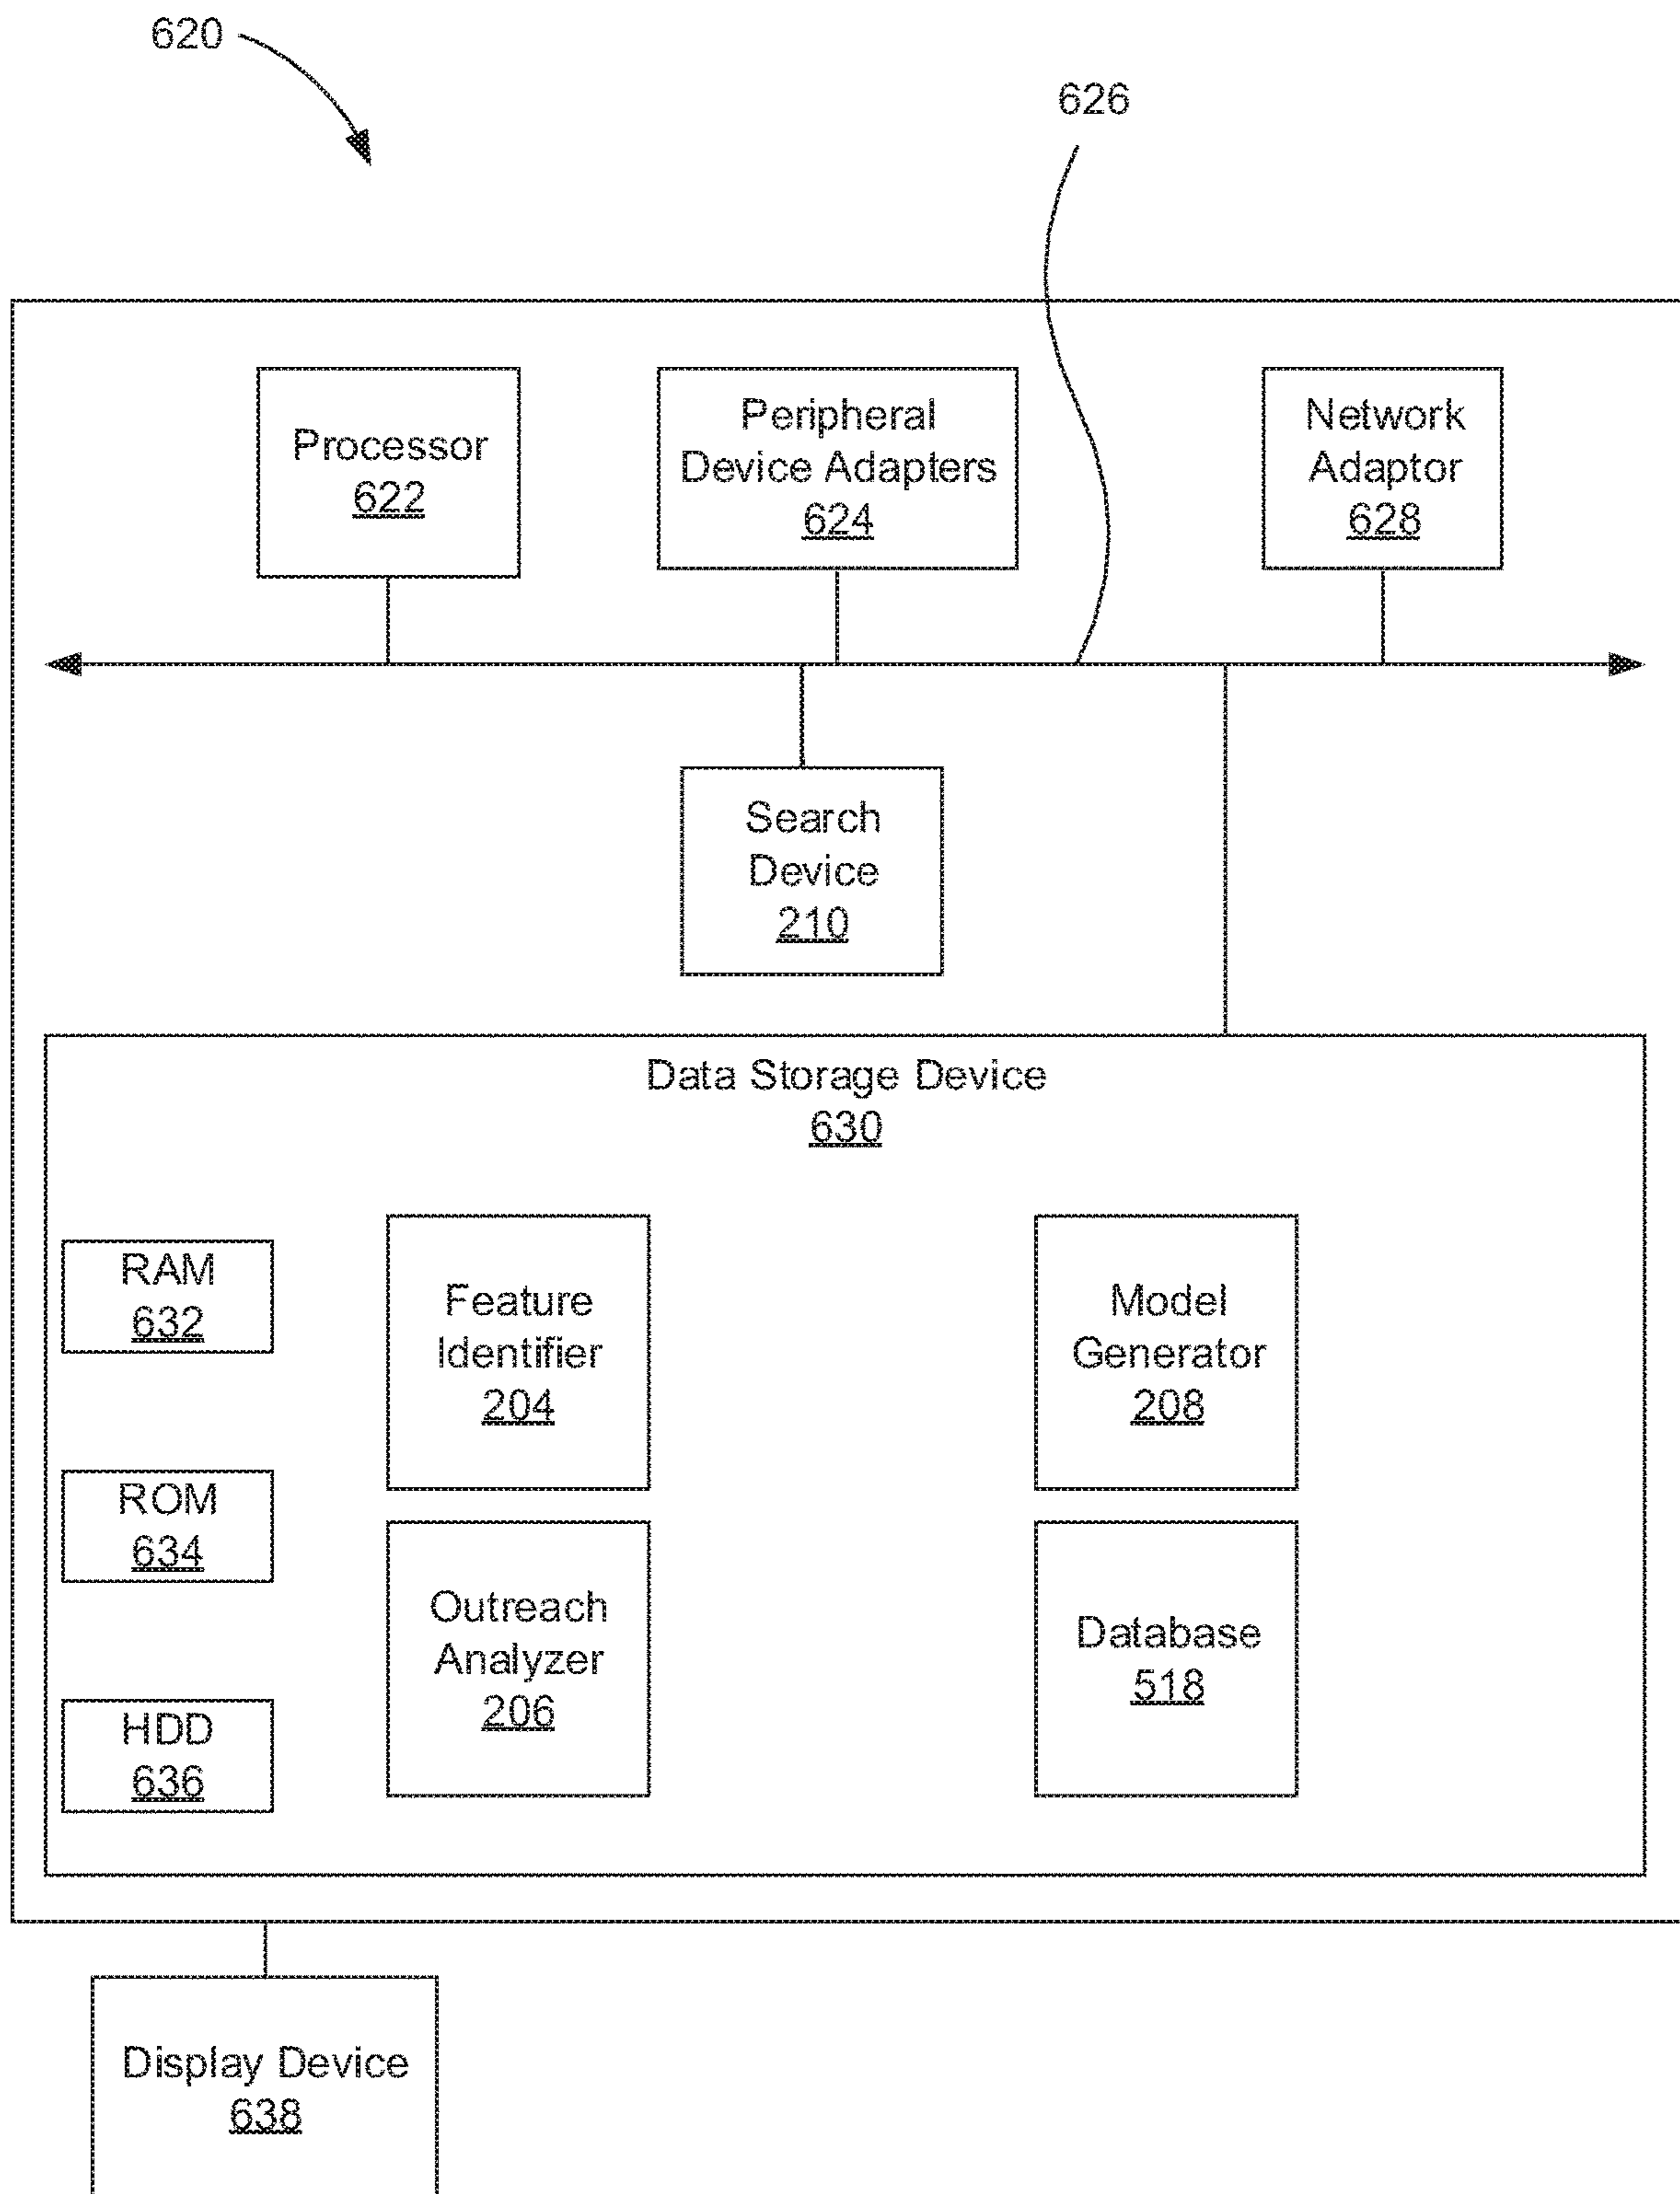 620
626
Processor
622
Peripheral
Device Adapters
624
Network
Adaptor
628
Search
Device
210
Data Storage Device
630
RAM
632
Feature
Identifier
204
Model
Generator
208
ROM
634
Outreach
Analyzer
206
Database
518
HDD
636
Display Device
638